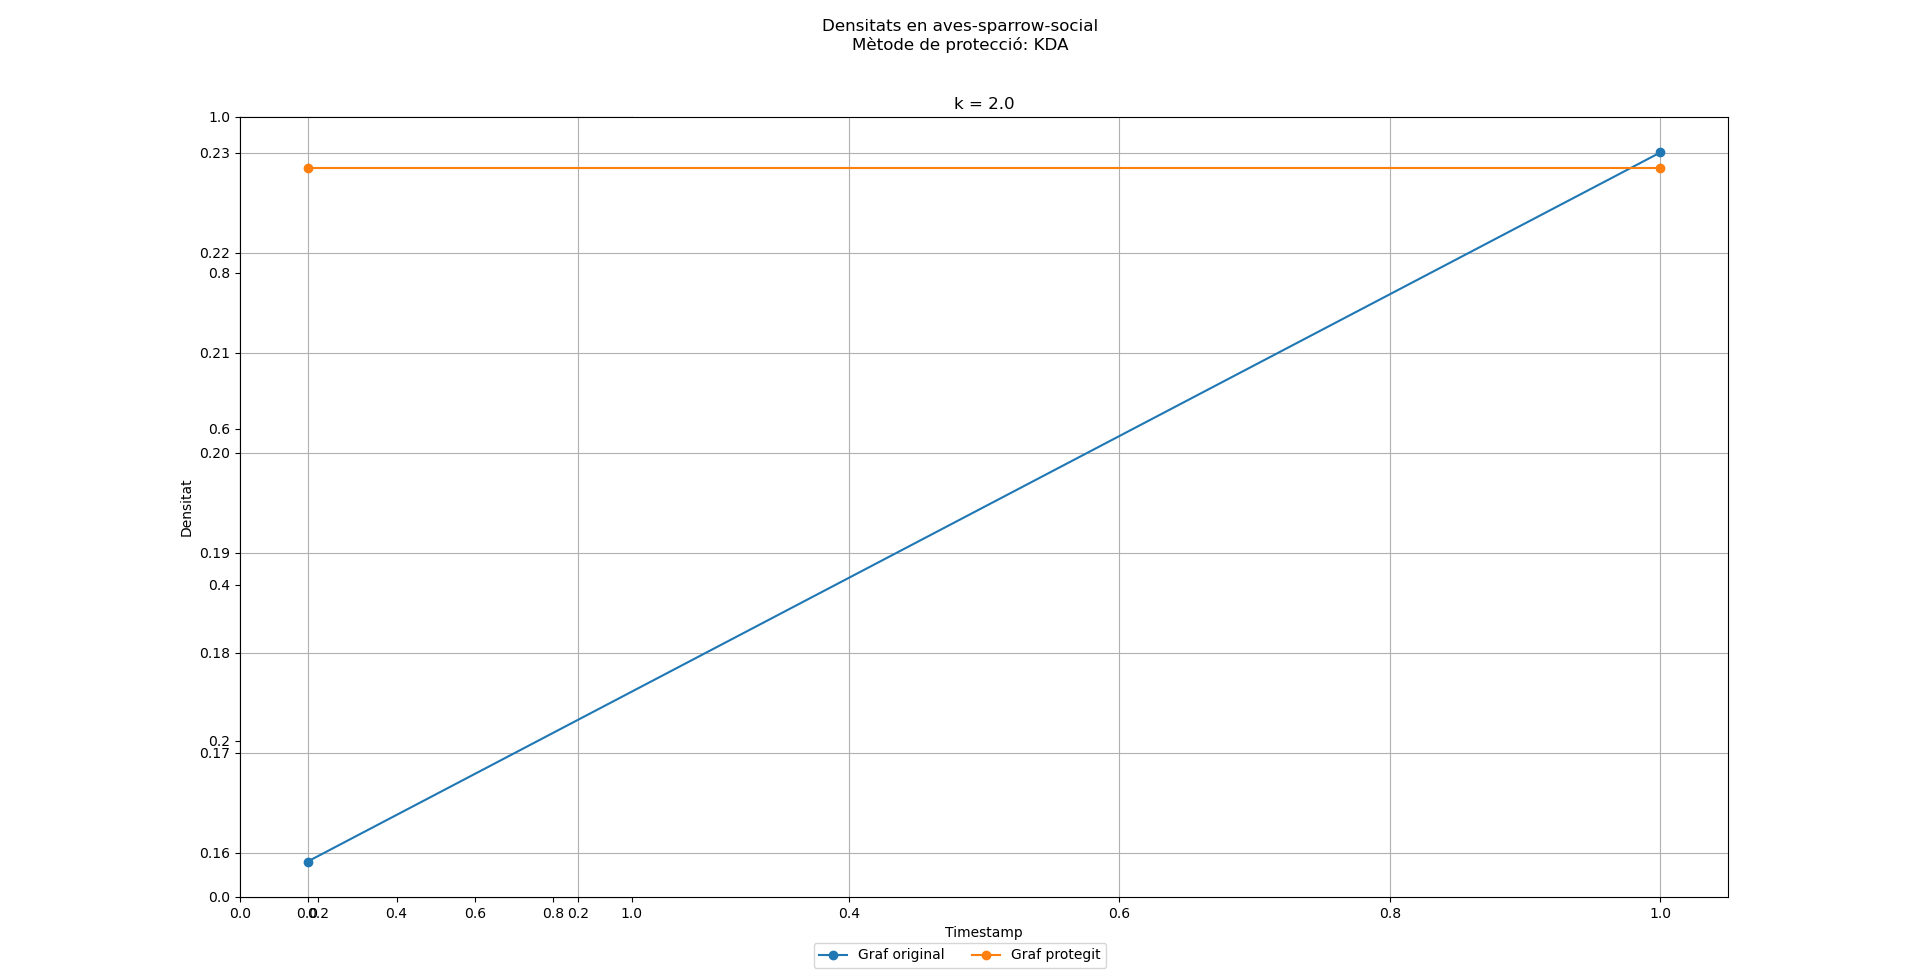 Densitats en aves-sparrow-social
Mètode de protecció: KDA
k = 2.0
1.0
0.23
0.22
0.8
0.21
0.6
0.20
Densitat
0.19
0.4
0.18
0.2
0.17
0.16
0.0
0.0 0.0 0.2 0.4 0.6 0.8 0.2 1.0 0.4 0.6 0.8 1.0
Timestamp
Graf original Graf protegit